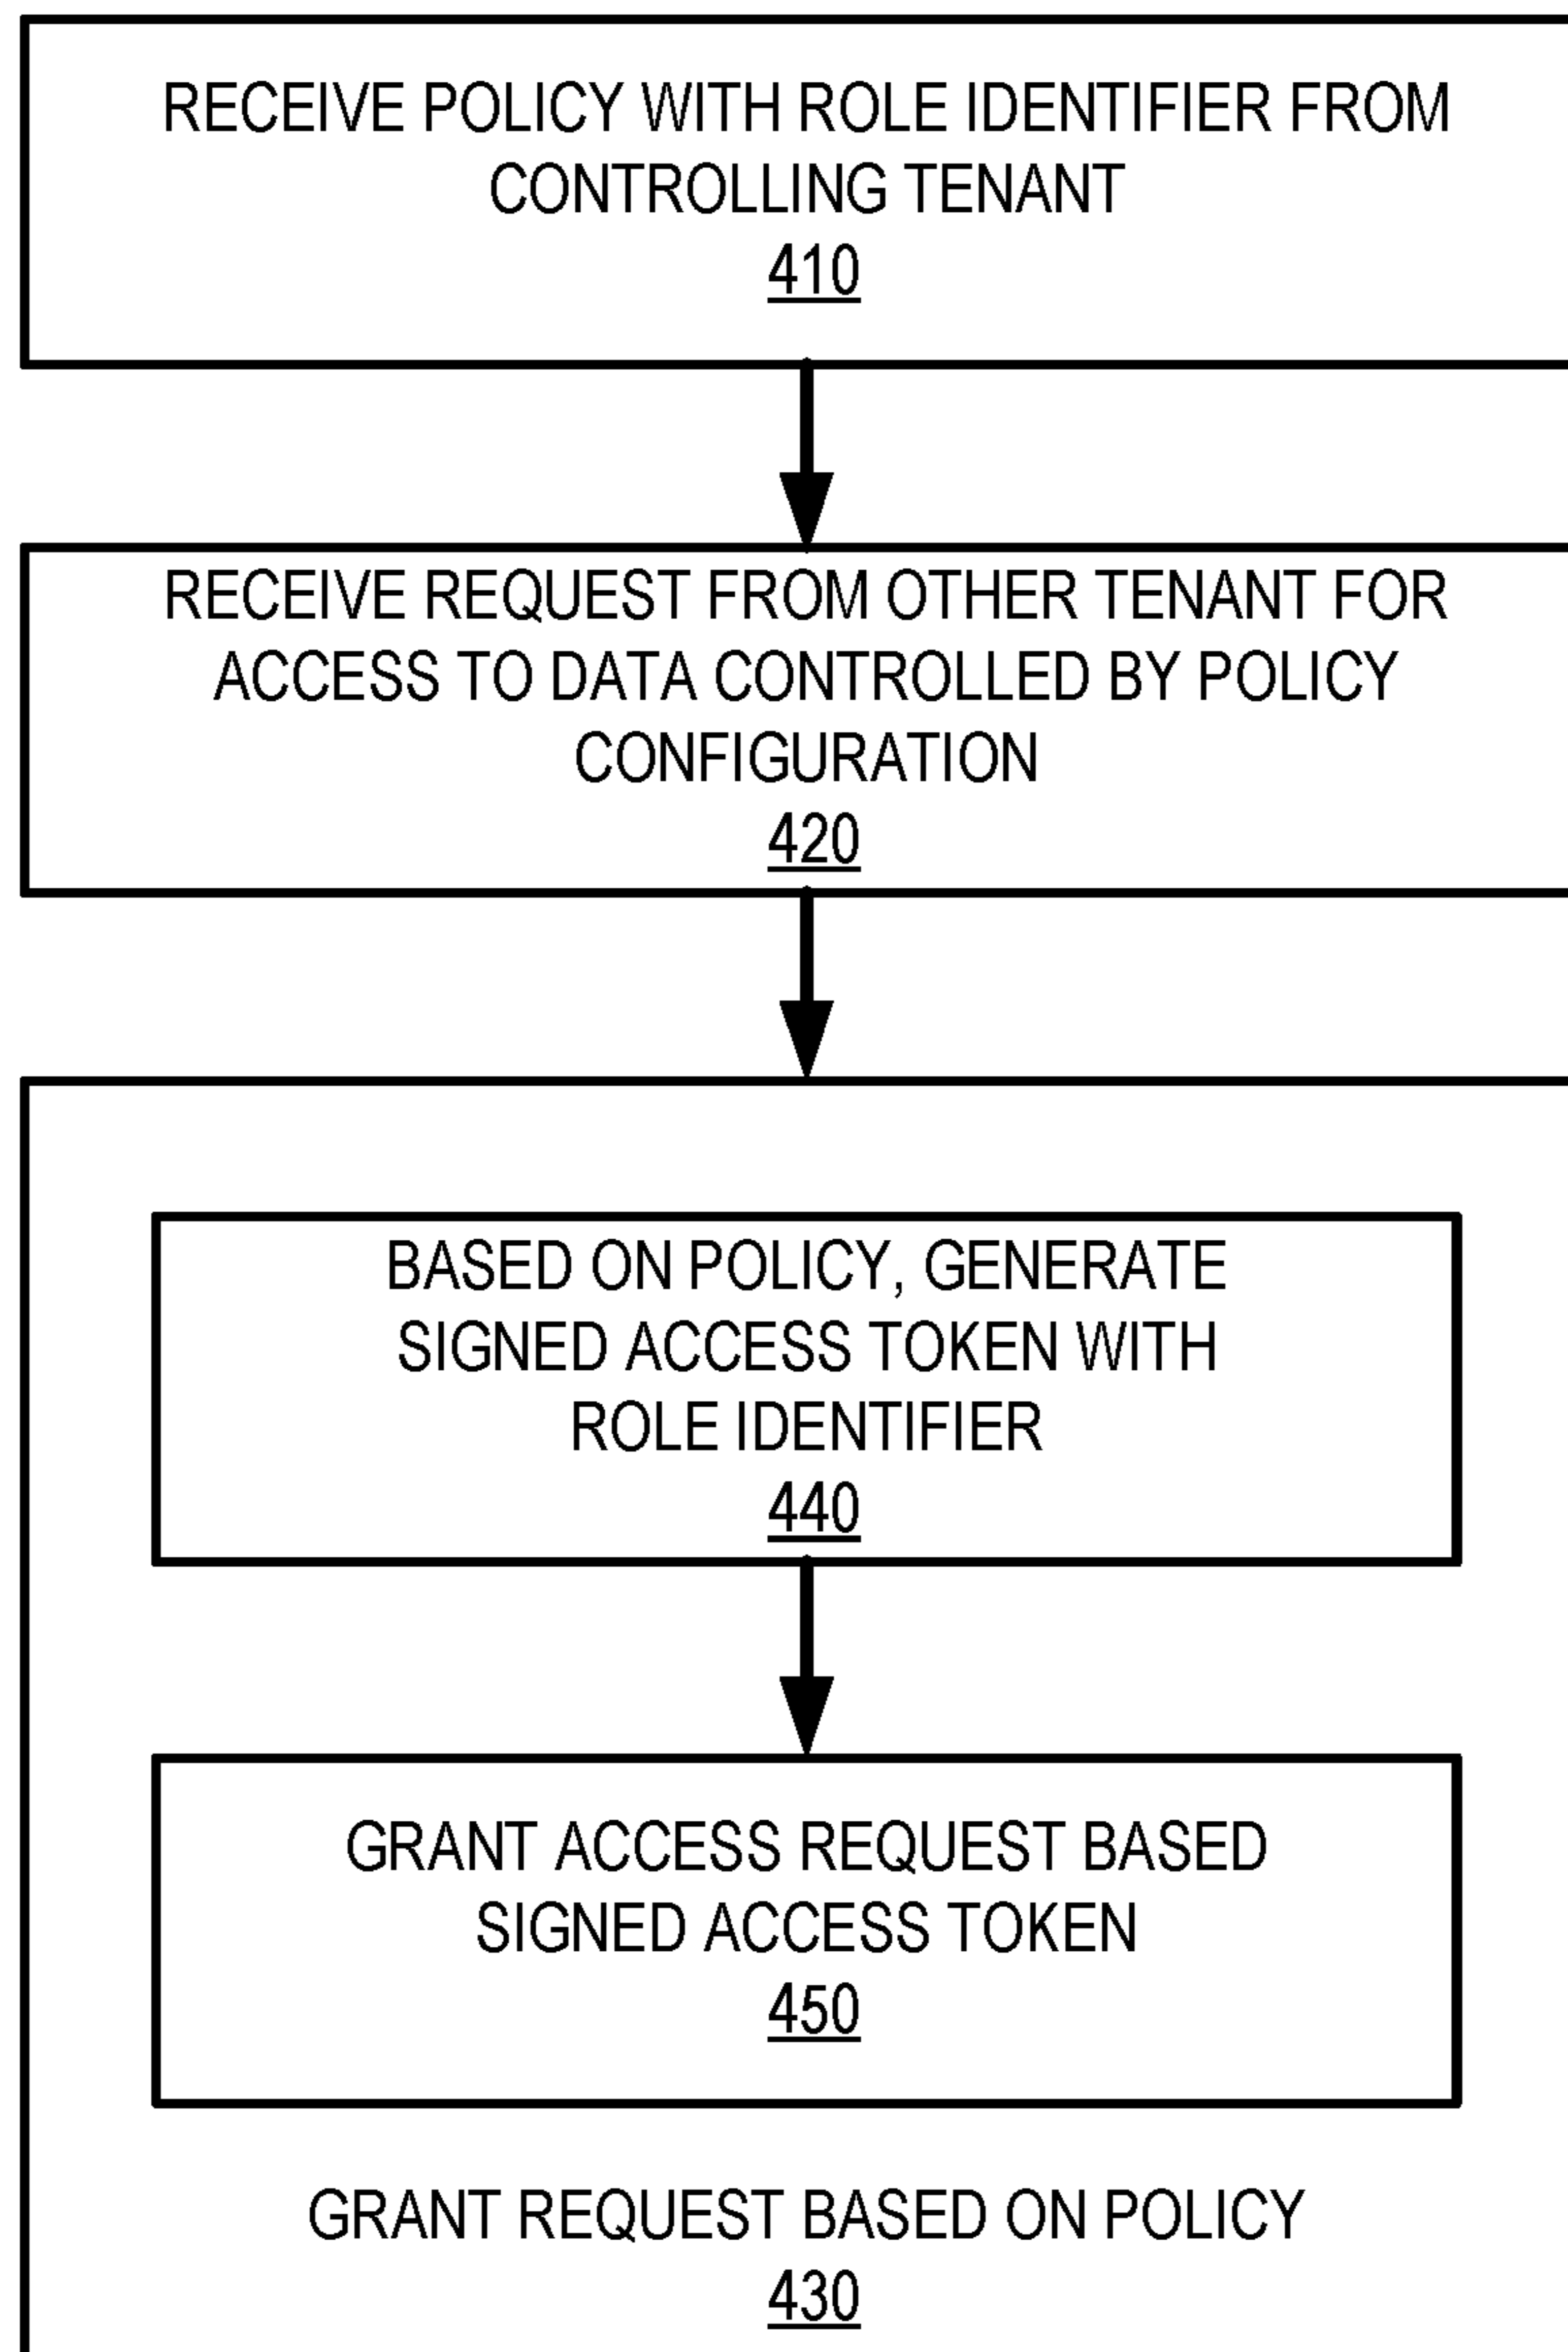 RECEIVE POLICY WITH ROLE IDENTIFIER FROM
CONTROLLING TENANT
410
RECEIVE REQUEST FROM OTHER TENANT FOR
ACCESS TO DATA CONTROLLED BY POLICY
CONFIGURATION
420
BASED ON POLICY, GENERATE
SIGNED ACCESS TOKEN WITH
ROLE IDENTIFIER
440
GRANT ACCESS REQUEST BASED
SIGNED ACCESS TOKEN
450
GRANT REQUEST BASED ON POLICY
430